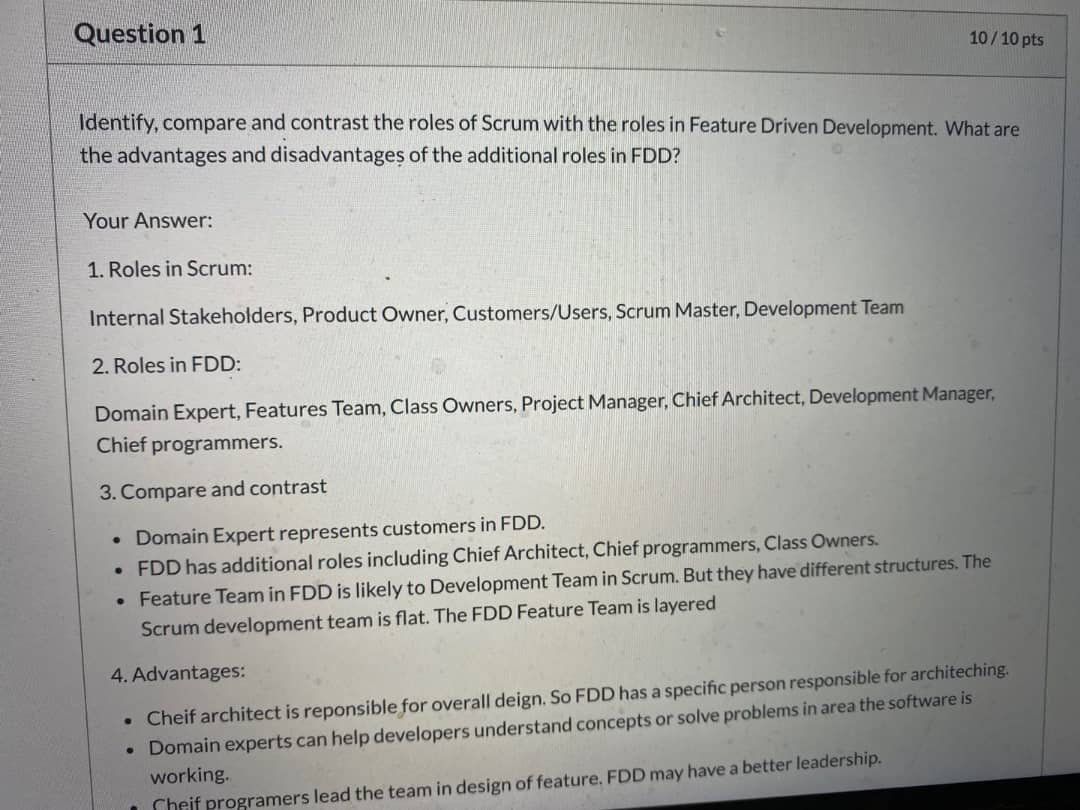 Question 1
10 / 10 pts
Identify, compare and contrast the roles of Scrum with the roles in Feature Driven Development. What are
the advantages and disadvantages of the additional roles in FDD?
Your Answer:
1. Roles in Scrum:
Internal Stakeholders, Product Owner, Customers/Users, Scrum Master, Development Team
2. Roles in FDD:
Domain Expert, Features Team, Class Owners, Project Manager, Chief Architect, Development Manager,
Chief programmers.
3. Compare and contrast
• Domain Expert represents customers in FDD.
• FDD has additional roles including Chief Architect, Chief programmers, Class Owners.
• Feature Team in FDD is likely to Development Team in Scrum. But they have different structures. The
Scrum development team is flat. The FDD Feature Team is layered
4. Advantages:
• Cheif architect is reponsible for overall deign. So FDD has a specific person responsible for architeching.
• Domain experts can help developers understand concepts or solve problems in area the software is
working.
• Cheif programers lead the team in design of feature. FDD may have a better leadership.